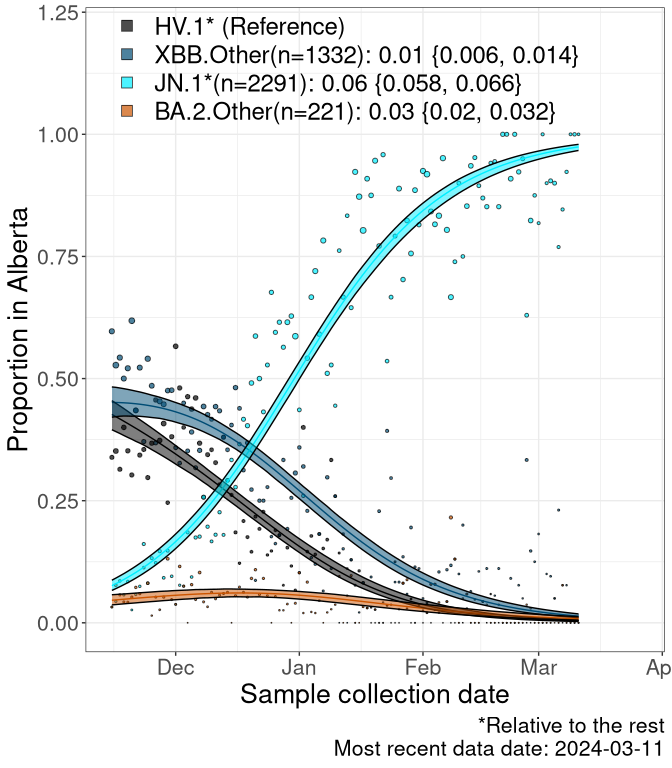 HV.1* (Reference)
XBB.Other(n=1332): 0.01 {0.006, 0.014}
JN.1*(n=2291): 0.06 {0.058, 0.066}
BA.2.Other(n=221): 0.03 {0.02, 0.032}
Proportion in Alberta
1.25
1.00
0.75
0.50
0.25
0.00
Dec Jan Feb Mar Ap
Sample collection date
*Relative to the rest
Most recent data date: 2024-03-11